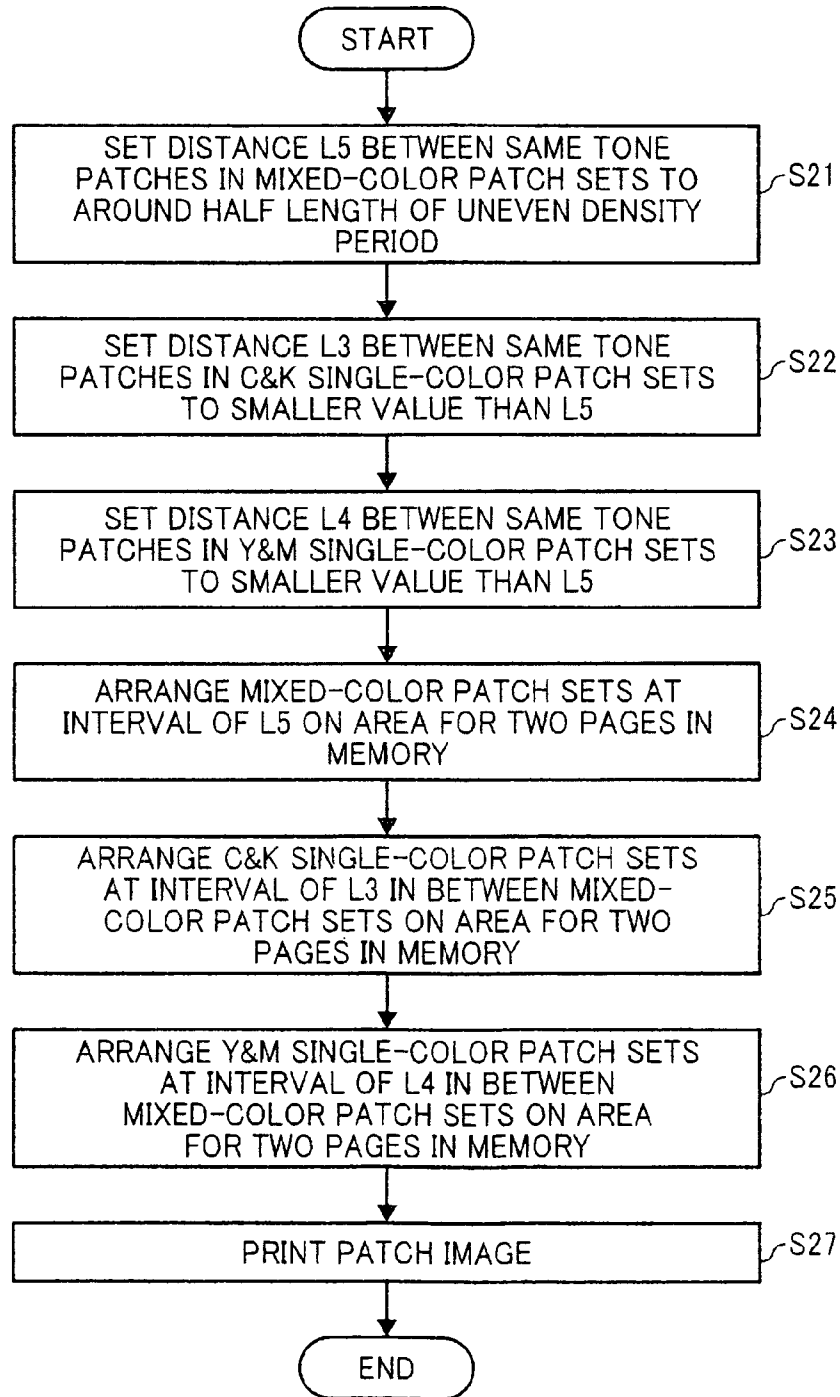 START
SET DISTANCE L5 BETWEEN SAME TONE
PATCHES IN MIXED-COLOR PATCH SETS TO
AROUND HALF LENGTH OF UNEVEN DENSITY
PERIOD
S21
SET DISTANCE L3 BETWEEN SAME TONE
PATCHES IN C&K SINGLE-COLOR PATCH SETS
TO SMALLER VALUE THAN L5
S22
SET DISTANCE L4 BETWEEN SAME TONE
PATCHES IN Y&M SINGLE-COLOR PATCH SETS
TO SMALLER VALUE THAN L5
S23
ARRANGE MIXED-COLOR PATCH SETS AT
INTERVAL OF L5 ON AREA FOR TWO PAGES IN
MEMORY
S24
ARRANGE C&K SINGLE-COLOR PATCH SETS
AT INTERVAL OF L3 IN BETWEEN MIXED-
COLOR PATCH SETS ON AREA FOR TWO
PAGES IN MEMORY
S25
ARRANGE Y&M SINGLE-COLOR PATCH SETS
AT INTERVAL OF L4 IN BETWEEN
MIXED-COLOR PATCH SETS ON AREA
FOR TWO PAGES IN MEMORY
S26
PRINT PATCH IMAGE
S27
END